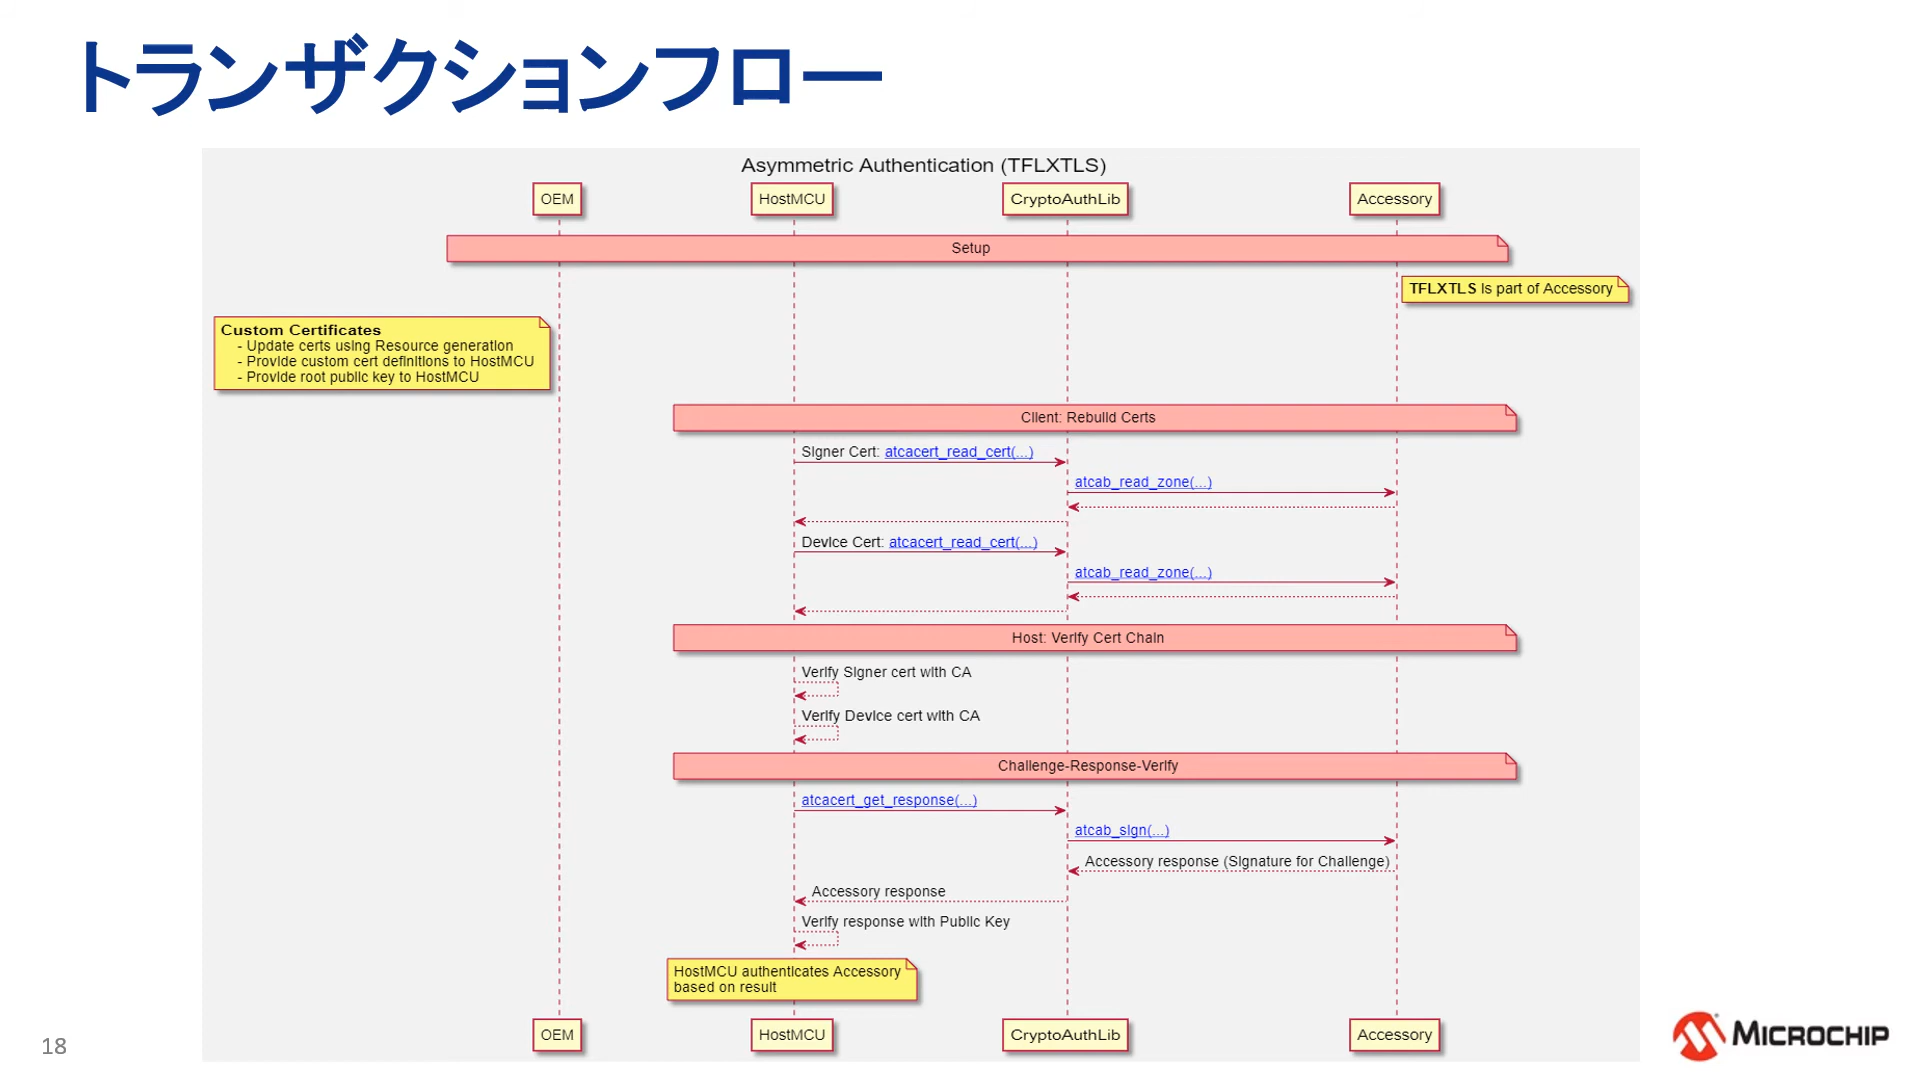 トランザクションフロー
Asymmetric Authentication (TFLXTLS)
OEM
HostMCU
CryptoAuthLib
Accessory
Setup
TFLXTLS is part of Accessory
Custom Certificates
- Update certs using Resource generation
- Provide custom cert definitions to HostMCU
- Provide root public key to HostMCU
Client: Rebuild Certs
Signer Cert: atcacert_read_cert(...)
atcab_read_zone(...)
Device Cert: atcacert_read_cert(...)
atcab_read_zone(...)
Host: Verify Cert Chain
Verify Signer cert with CA
Verify Device cert with CA
Challenge-Response-Verify
atcacert_get_response(...)
atcab_sign(...)
Accessory response (Signature for Challenge)
Accessory response
Verify response with Public Key
HostMCU authenticates Accessory
based on result
OEM
HostMCU
CryptoAuthLib
Accessory
18
MICROCHIP